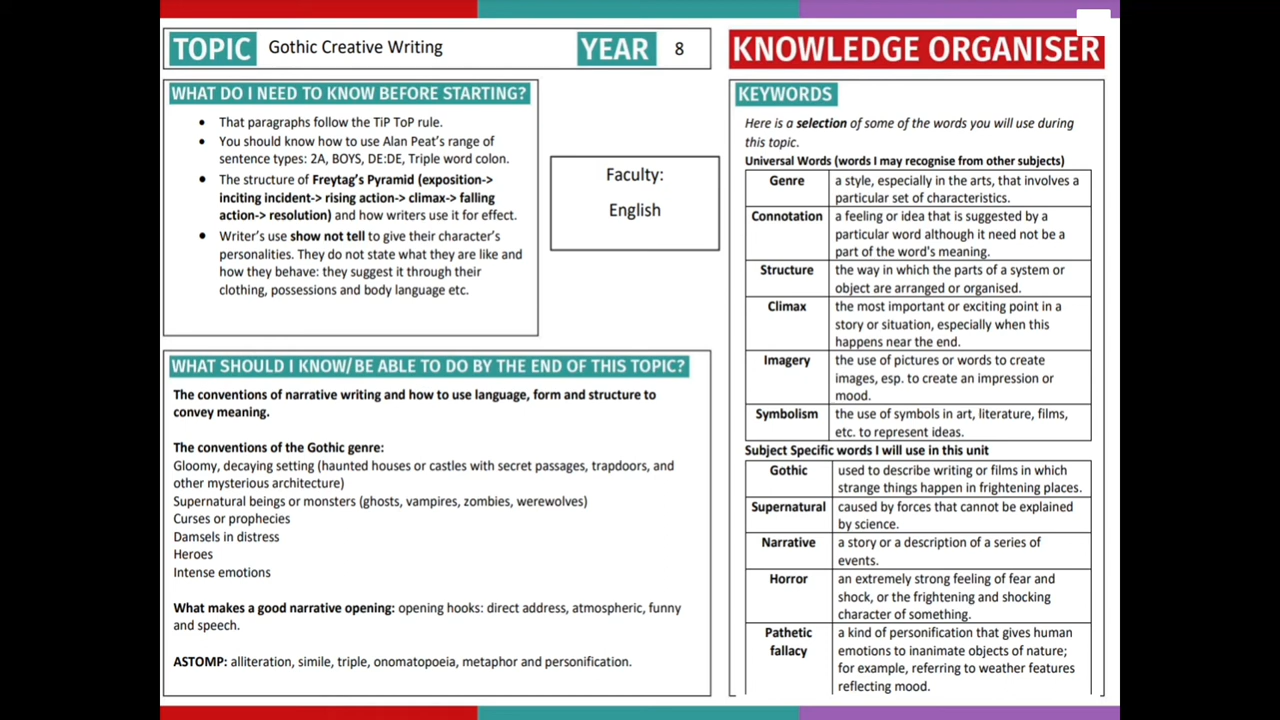 TOPIC Gothic Creative Writing YEAR 8
KNOWLEDGE ORGANISER
WHAT DO I NEED TO KNOW BEFORE STARTING?
• That paragraphs follow the TiP ToP rule.
• You should know how to use Alan Peat's range of
sentence types: 2A, BOYS, DE:DE, Triple word colon.
• The structure of Freytag's Pyramid (exposition->
inciting incident-> rising action-> climax-> falling
action-> resolution) and how writers use it for effect.
• Writer's use show not tell to give their character's
personalities. They do not state what they are like and
how they behave: they suggest it through their
clothing, possessions and body language etc.
Faculty:
English
WHAT SHOULD I KNOW/BE ABLE TO DO BY THE END OF THIS TOPIC?
The conventions of narrative writing and how to use language, form and structure to
convey meaning.
The conventions of the Gothic genre:
Gloomy, decaying setting (haunted houses or castles with secret passages, trapdoors, and
other mysterious architecture)
Supernatural beings or monsters (ghosts, vampires, zombies, werewolves)
Curses or prophecies
Damsels in distress
Heroes
Intense emotions
What makes a good narrative opening: opening hooks: direct address, atmospheric, funny
and speech.
ASTOMP: alliteration, simile, triple, onomatopoeia, metaphor and personification.
KEYWORDS
Here is a selection of some of the words you will use during
this topic.
Universal Words (words I may recognise from other subjects)
Genre a style, especially in the arts, that involves a
particular set of characteristics.
Connotation a feeling or idea that is suggested by a
particular word although it need not be a
part of the word's meaning.
Structure the way in which the parts of a system or
object are arranged or organised.
Climax the most important or exciting point in a
story or situation, especially when this
happens near the end.
Imagery the use of pictures or words to create
images, esp. to create an impression or
mood.
Symbolism the use of symbols in art, literature, films,
etc. to represent ideas.
Subject Specific words I will use in this unit
Gothic used to describe writing or films in which
strange things happen in frightening places.
Supernatural caused by forces that cannot be explained
by science.
Narrative a story or a description of a series of
events.
Horror an extremely strong feeling of fear and
shock, or the frightening and shocking
character of something.
Pathetic a kind of personification that gives human
fallacy emotions to inanimate objects of nature;
for example, referring to weather features
reflecting mood.